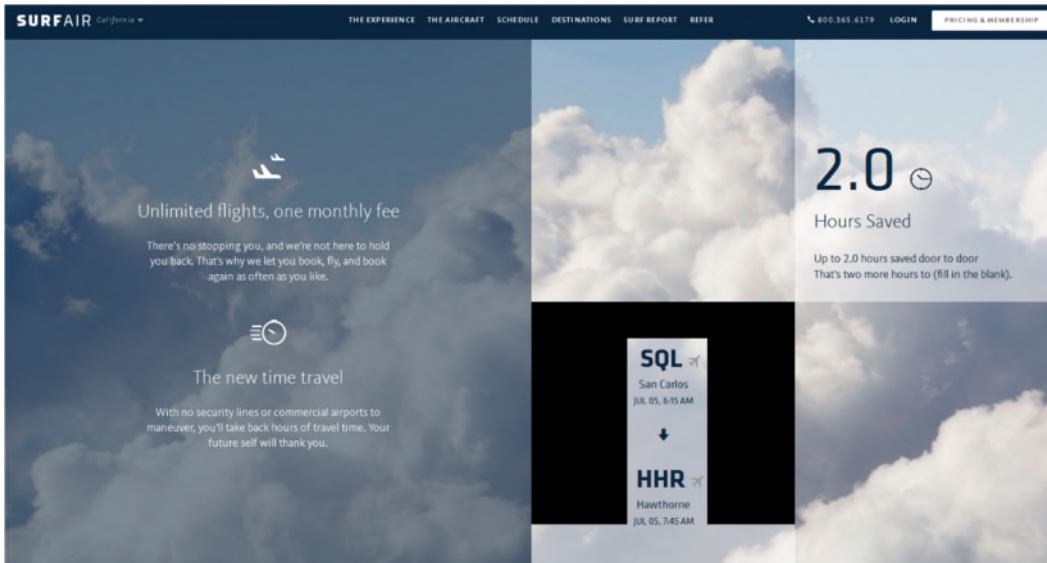 SURFAIR California
THE EXPERIENCE THE AIRCRAFT SCHEDULE DESTINATIONS SURF REPORT REFER
800.365.6179 LOGIN PRICING & MEMBERSHIP
Unlimited flights, one monthly fee
There's no stopping you, and we're not here to hold
you back. That's why we let you book, fly, and book
again as often as you like.
The new time travel
With no security lines or commercial airports to
maneuver, you'll take back hours of travel time. Your
future self will thank you.
2.0
Hours Saved
Up to 2.0 hours saved door to door
That's two more hours to (fill in the blank).
SQL
San Carlos
JUL 05, 6:15 AM
HHR
Hawthorne
JUL 05, 7:45 AM